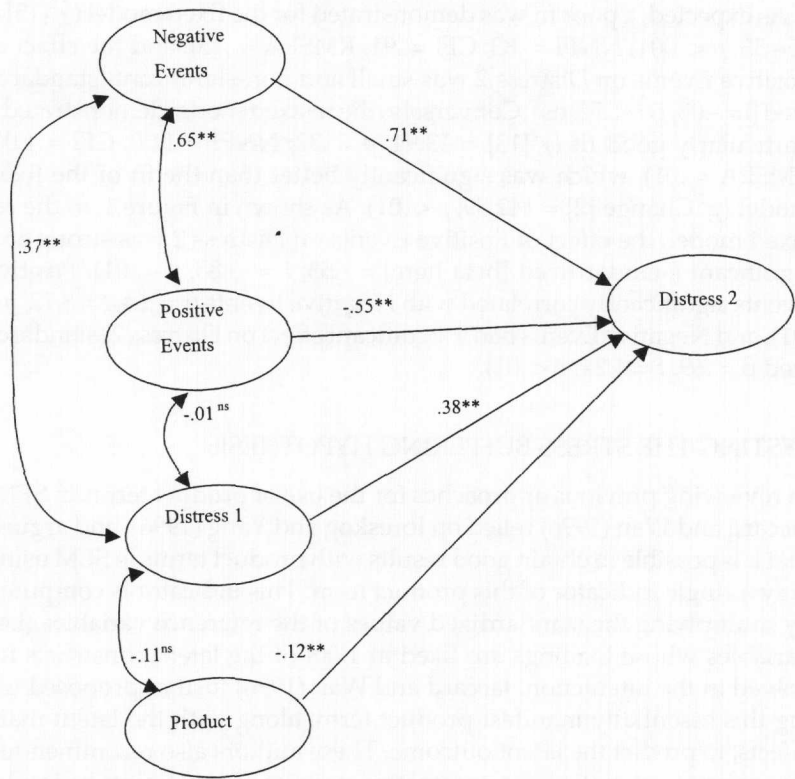 Negative
Events
.65**
.71**
.37**
Positive
Events
-.55**
Distress 2
-.01 ns
.38**
Distress 1
-.11ns
-.12**
Product